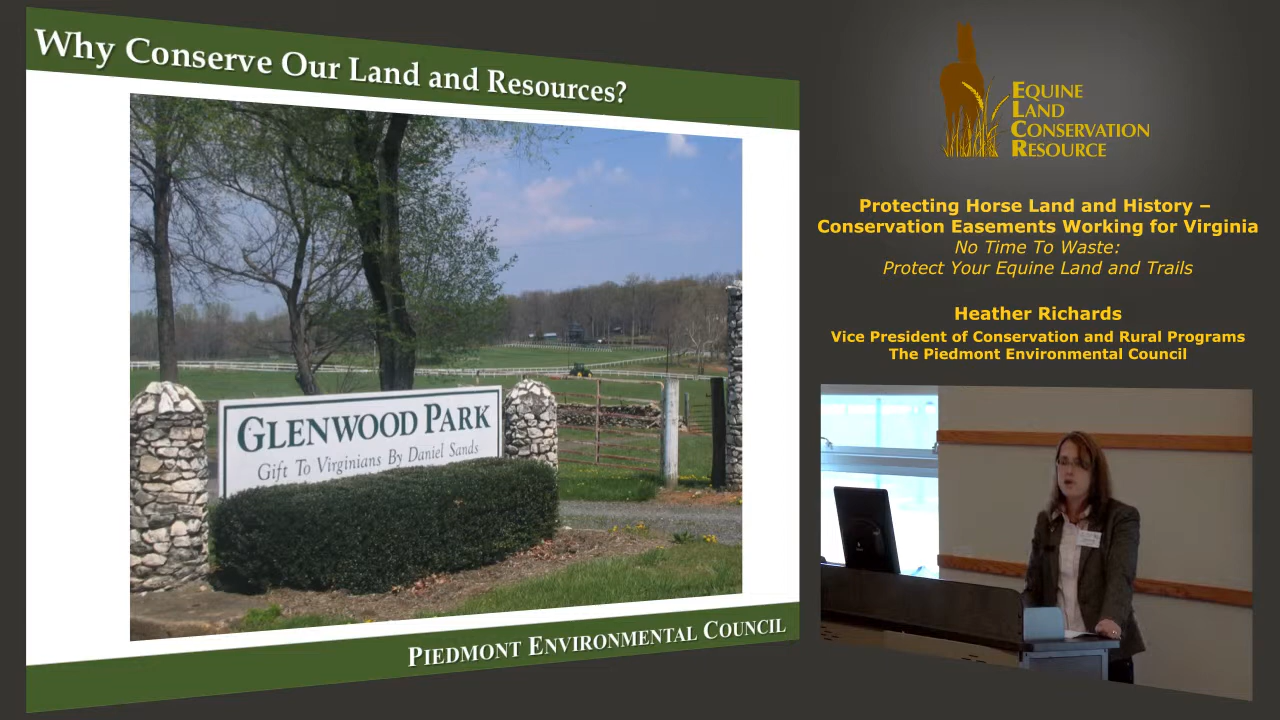 Why Conserve Our Land and Resources?
GLENWOOD PARK
Gift To Virginians By Daniel Sands
PIEDMONT ENVIRONMENTAL COUNCIL
EQUINE
LAND
CONSERVATION
RESOURCE
Protecting Horse Land and History –
Conservation Easements Working for Virginia
No Time To Waste:
Protect Your Equine Land and Trails
Heather Richards
Vice President of Conservation and Rural Programs
The Piedmont Environmental Council